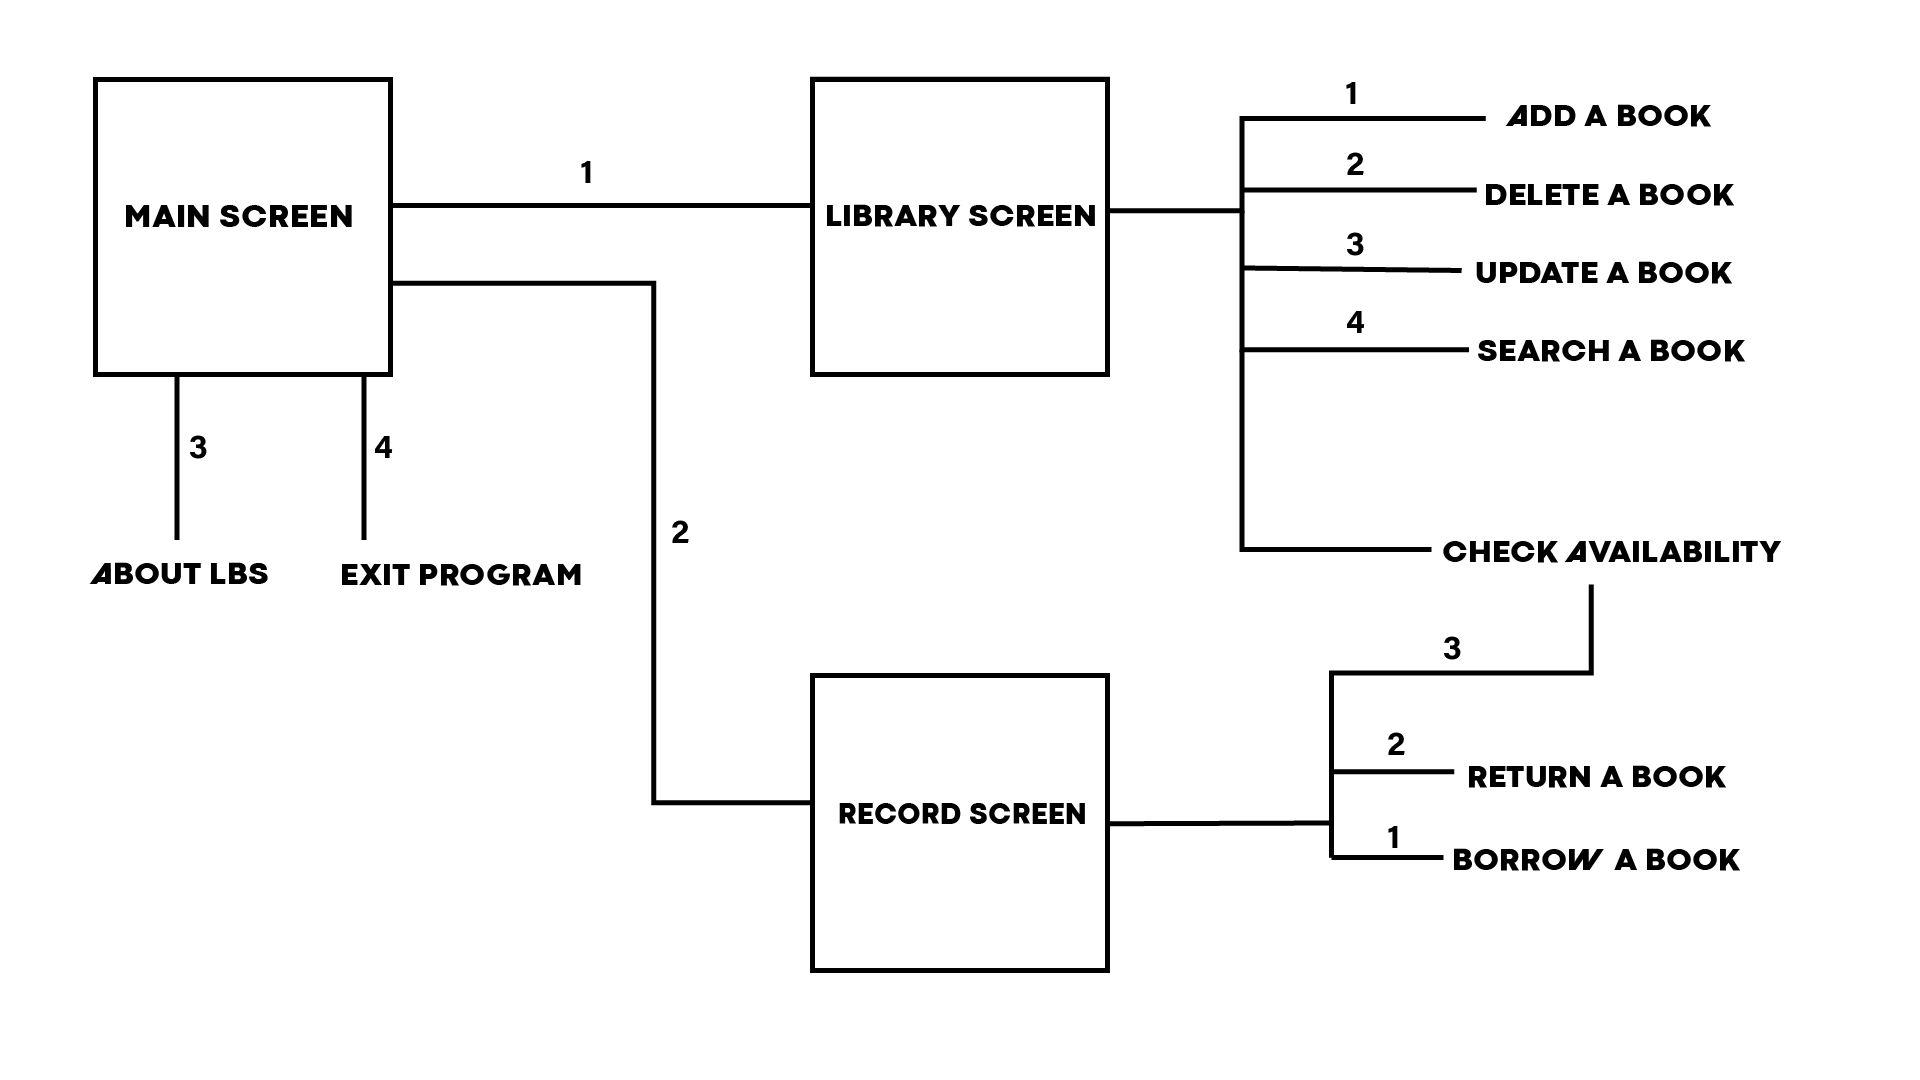 MAIN SCREEN
1
LIBRARY SCREEN
1
ADD A BOOK
2
DELETE A BOOK
3
UPDATE A BOOK
4
SEARCH A BOOK
3
4
ABOUT LBS
EXIT PROGRAM
2
CHECK AVAILABILITY
3
RECORD SCREEN
2
RETURN A BOOK
1
BORROW A BOOK